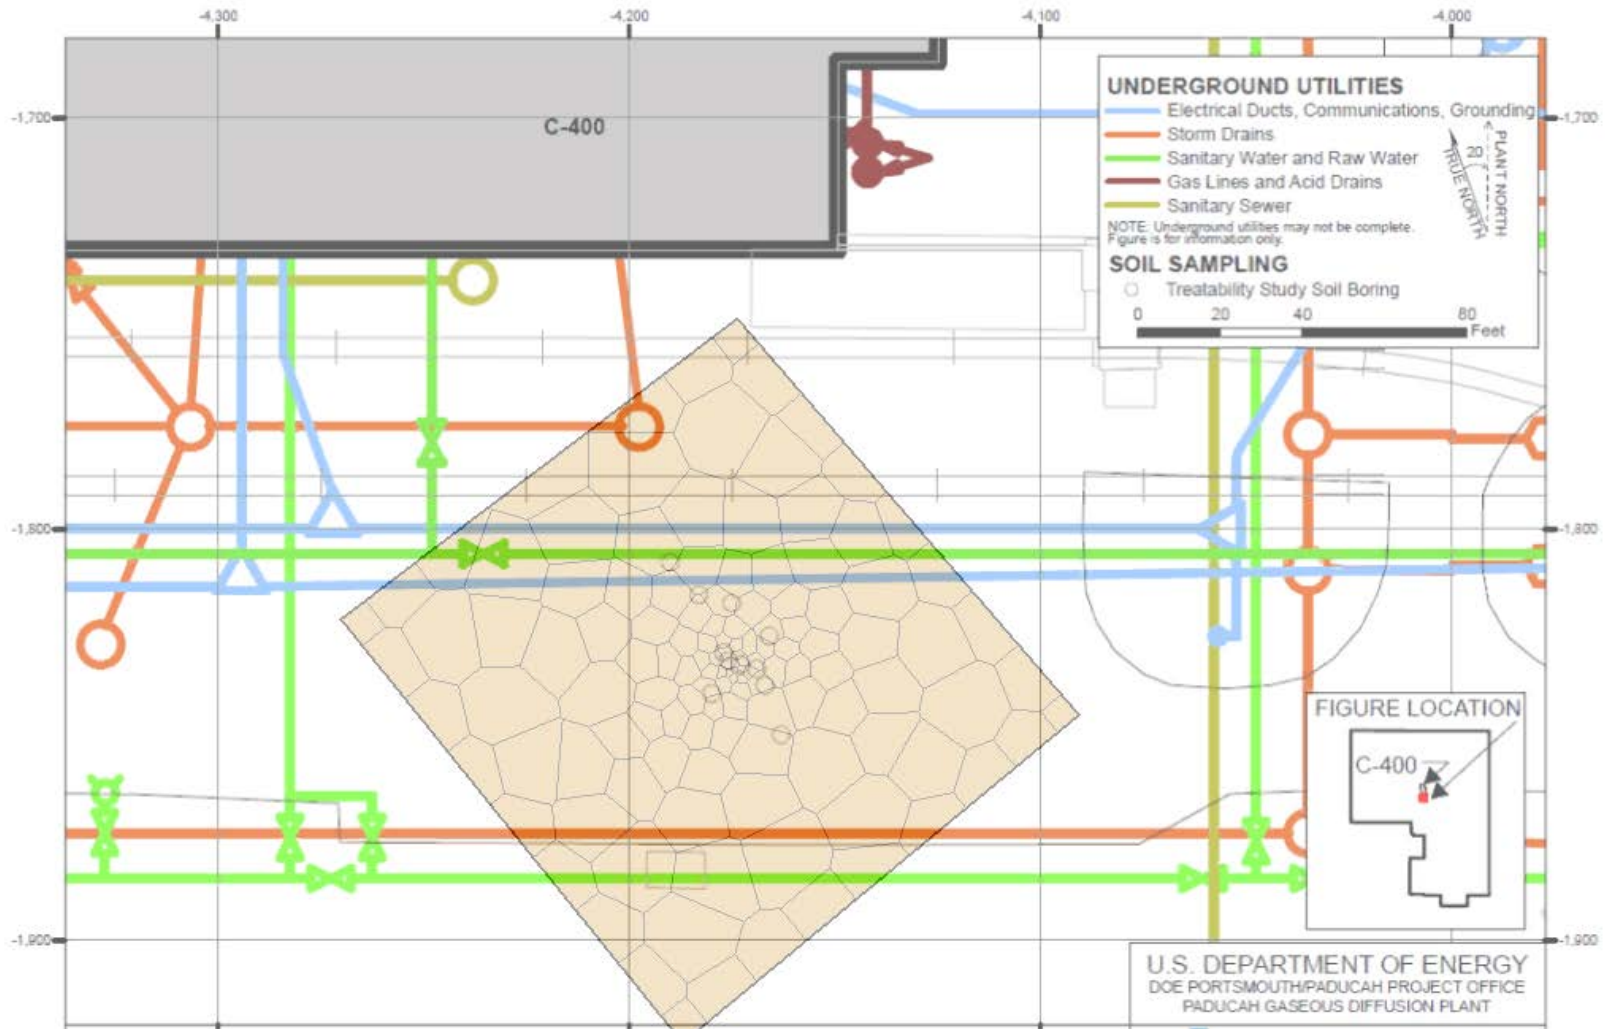 -4,300
-4,200
-4,100
-4,000
-1,700
-1,700
C-400
UNDERGROUND UTILITIES
Electrical Ducts, Communications, Grounding
Storm Drains
Sanitary Water and Raw Water
Gas Lines and Acid Drains
Sanitary Sewer
20
TRUE NORTH
PLANT NORTH
NOTE: Underground utilities may not be complete.
Figure is for information only.
SOIL SAMPLING
Treatability Study Soil Boring
0 20 40 80
Feet
-1,800
-1,800
FIGURE LOCATION
C-400
-1,900
-1,900
U.S. DEPARTMENT OF ENERGY
DOE PORTSMOUTH/PADUCAH PROJECT OFFICE
PADUCAH GASEOUS DIFFUSION PLANT